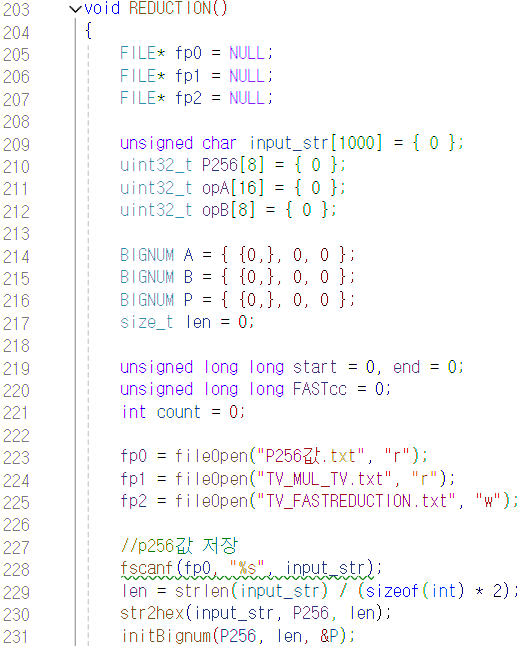 203 void REDUCTION()
204 {
205 FILE* fp0 = NULL;
206 FILE* fp1 = NULL;
207 FILE* fp2 = NULL;
208
209 unsigned char input_str[1000] = { 0 };
210 uint32_t P256[8] = { 0 };
211 uint32_t opA[16] = { 0 };
212 uint32_t opB[8] = { 0 };
213
214 BIGNUM A = { {0,}, 0, 0 };
215 BIGNUM B = { {0,}, 0, 0 };
216 BIGNUM P = { {0,}, 0, 0 };
217 size_t len = 0;
218
219 unsigned long long start = 0, end = 0;
220 unsigned long long FASTcc = 0;
221 int count = 0;
222
223 fp0 = fileOpen("P256값.txt", "r");
224 fp1 = fileOpen("TV_MUL_TV.txt", "r");
225 fp2 = fileOpen("TV_FASTREDUCTION.txt", "w");
226
227 //p256값 저장
228 fscanf(fp0, "%s", input_str);
229 len = strlen(input_str) / (sizeof(int) * 2);
230 str2hex(input_str, P256, len);
231 initBignum(P256, len, &P);